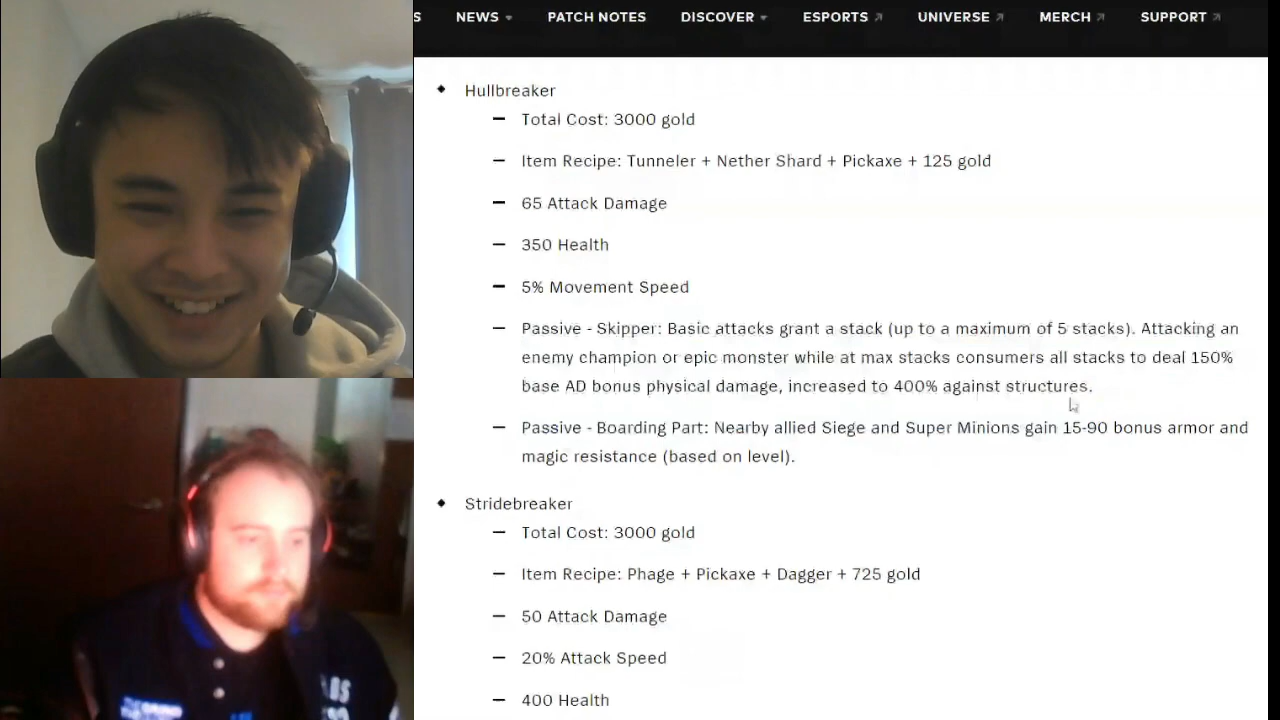 S NEWS PATCH NOTES DISCOVER ESPORTS UNIVERSE MERCH SUPPORT
Hullbreaker
Total Cost: 3000 gold
Item Recipe: Tunneler + Nether Shard + Pickaxe + 125 gold
65 Attack Damage
350 Health
5% Movement Speed
Passive - Skipper: Basic attacks grant a stack (up to a maximum of 5 stacks). Attacking an
enemy champion or epic monster while at max stacks consumers all stacks to deal 150%
base AD bonus physical damage, increased to 400% against structures.
Passive - Boarding Part: Nearby allied Siege and Super Minions gain 15-90 bonus armor and
magic resistance (based on level).
Stridebreaker
Total Cost: 3000 gold
Item Recipe: Phage + Pickaxe + Dagger + 725 gold
50 Attack Damage
20% Attack Speed
400 Health